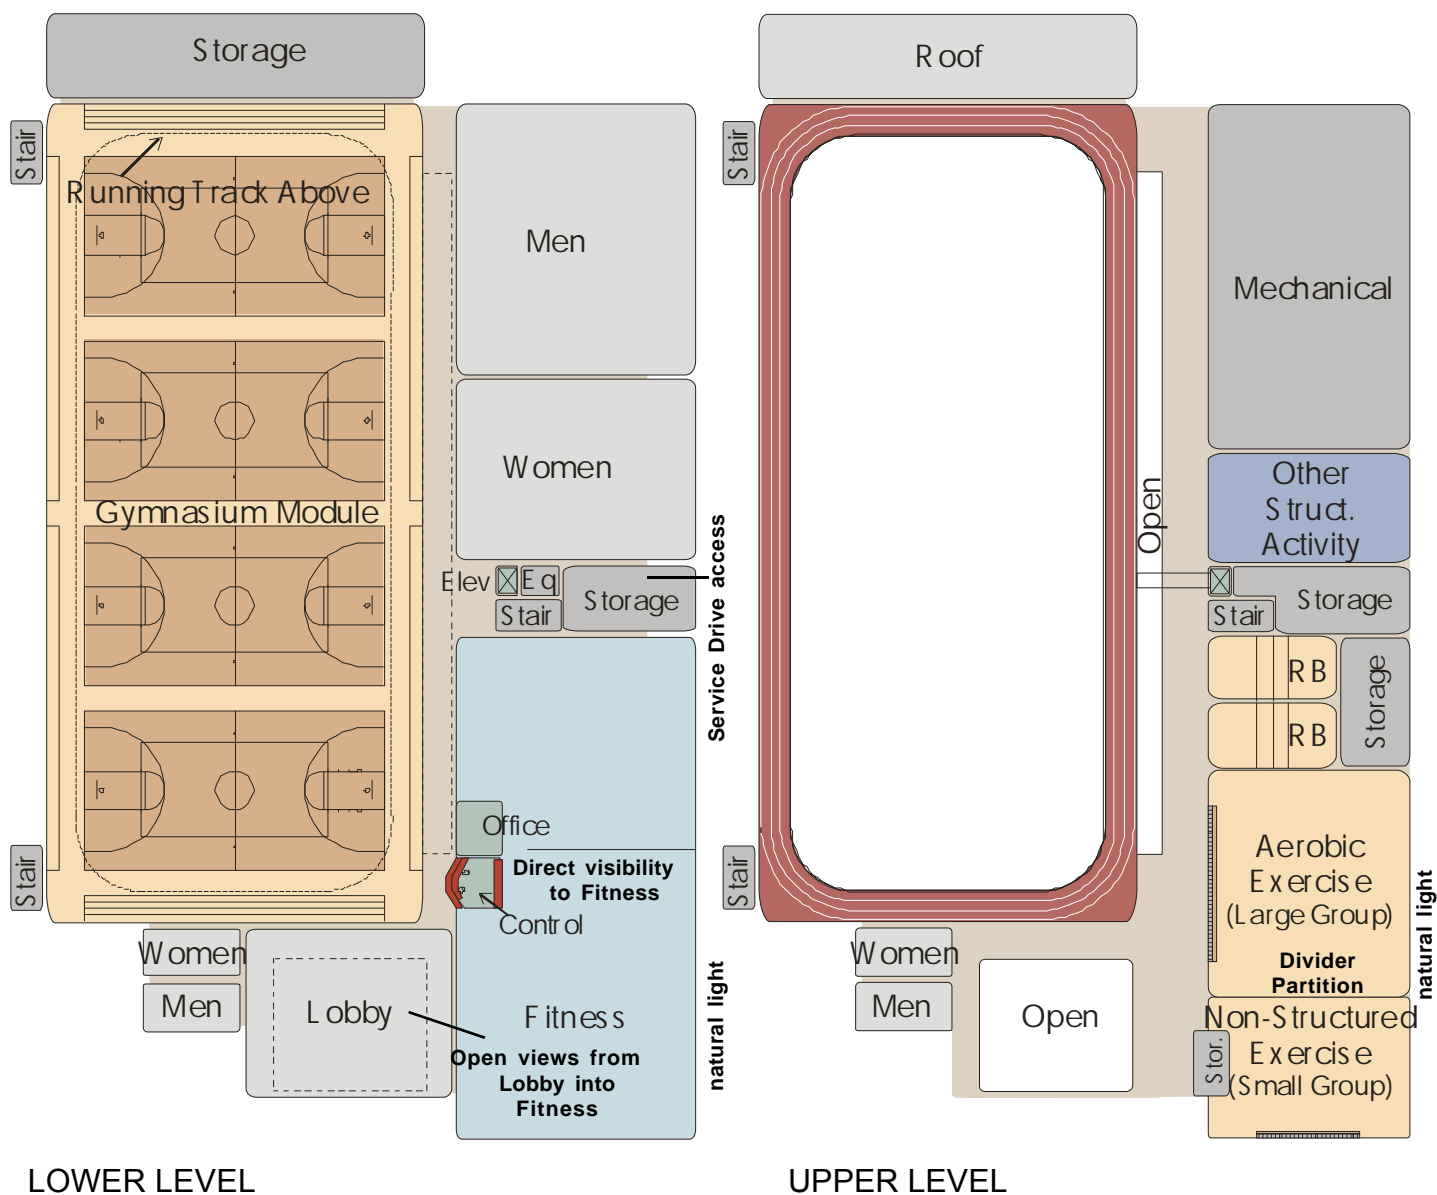 Storage
Stair
Running Track Above
Men
Women
Gymnasium Module
Elev
Eq
Stair
Storage
Service Drive access
Office
Direct visibility
to Fitness
Control
Stair
Women
Men
Lobby
Fitness
Open views from
Lobby into
Fitness
natural light
LOWER LEVEL
Roof
Stair
Mechanical
Open
Other
Struct.
Activity
Stair
Storage
RB
RB
Storage
Aerobic
Exercise
(Large Group)
Divider
Partition
natural light
Stair
Women
Men
Open
Non-Structured
Exercise
(Small Group)
Stor.
UPPER LEVEL